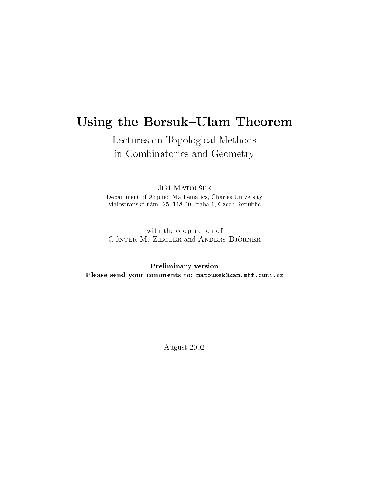 Using the Borsuk–Ulam Theorem
Lectures on Topological Methods
in Combinatorics and Geometry
Jiří Matoušek
Department of Applied Mathematics, Charles University
Malostranské nám. 25, 118 00 Praha 1, Czech Republic
with the cooperation of
Günter M. Ziegler and Anders Björner
Preliminary version
Please send your comments to: matousek@kam.mff.cuni.cz
August 2002